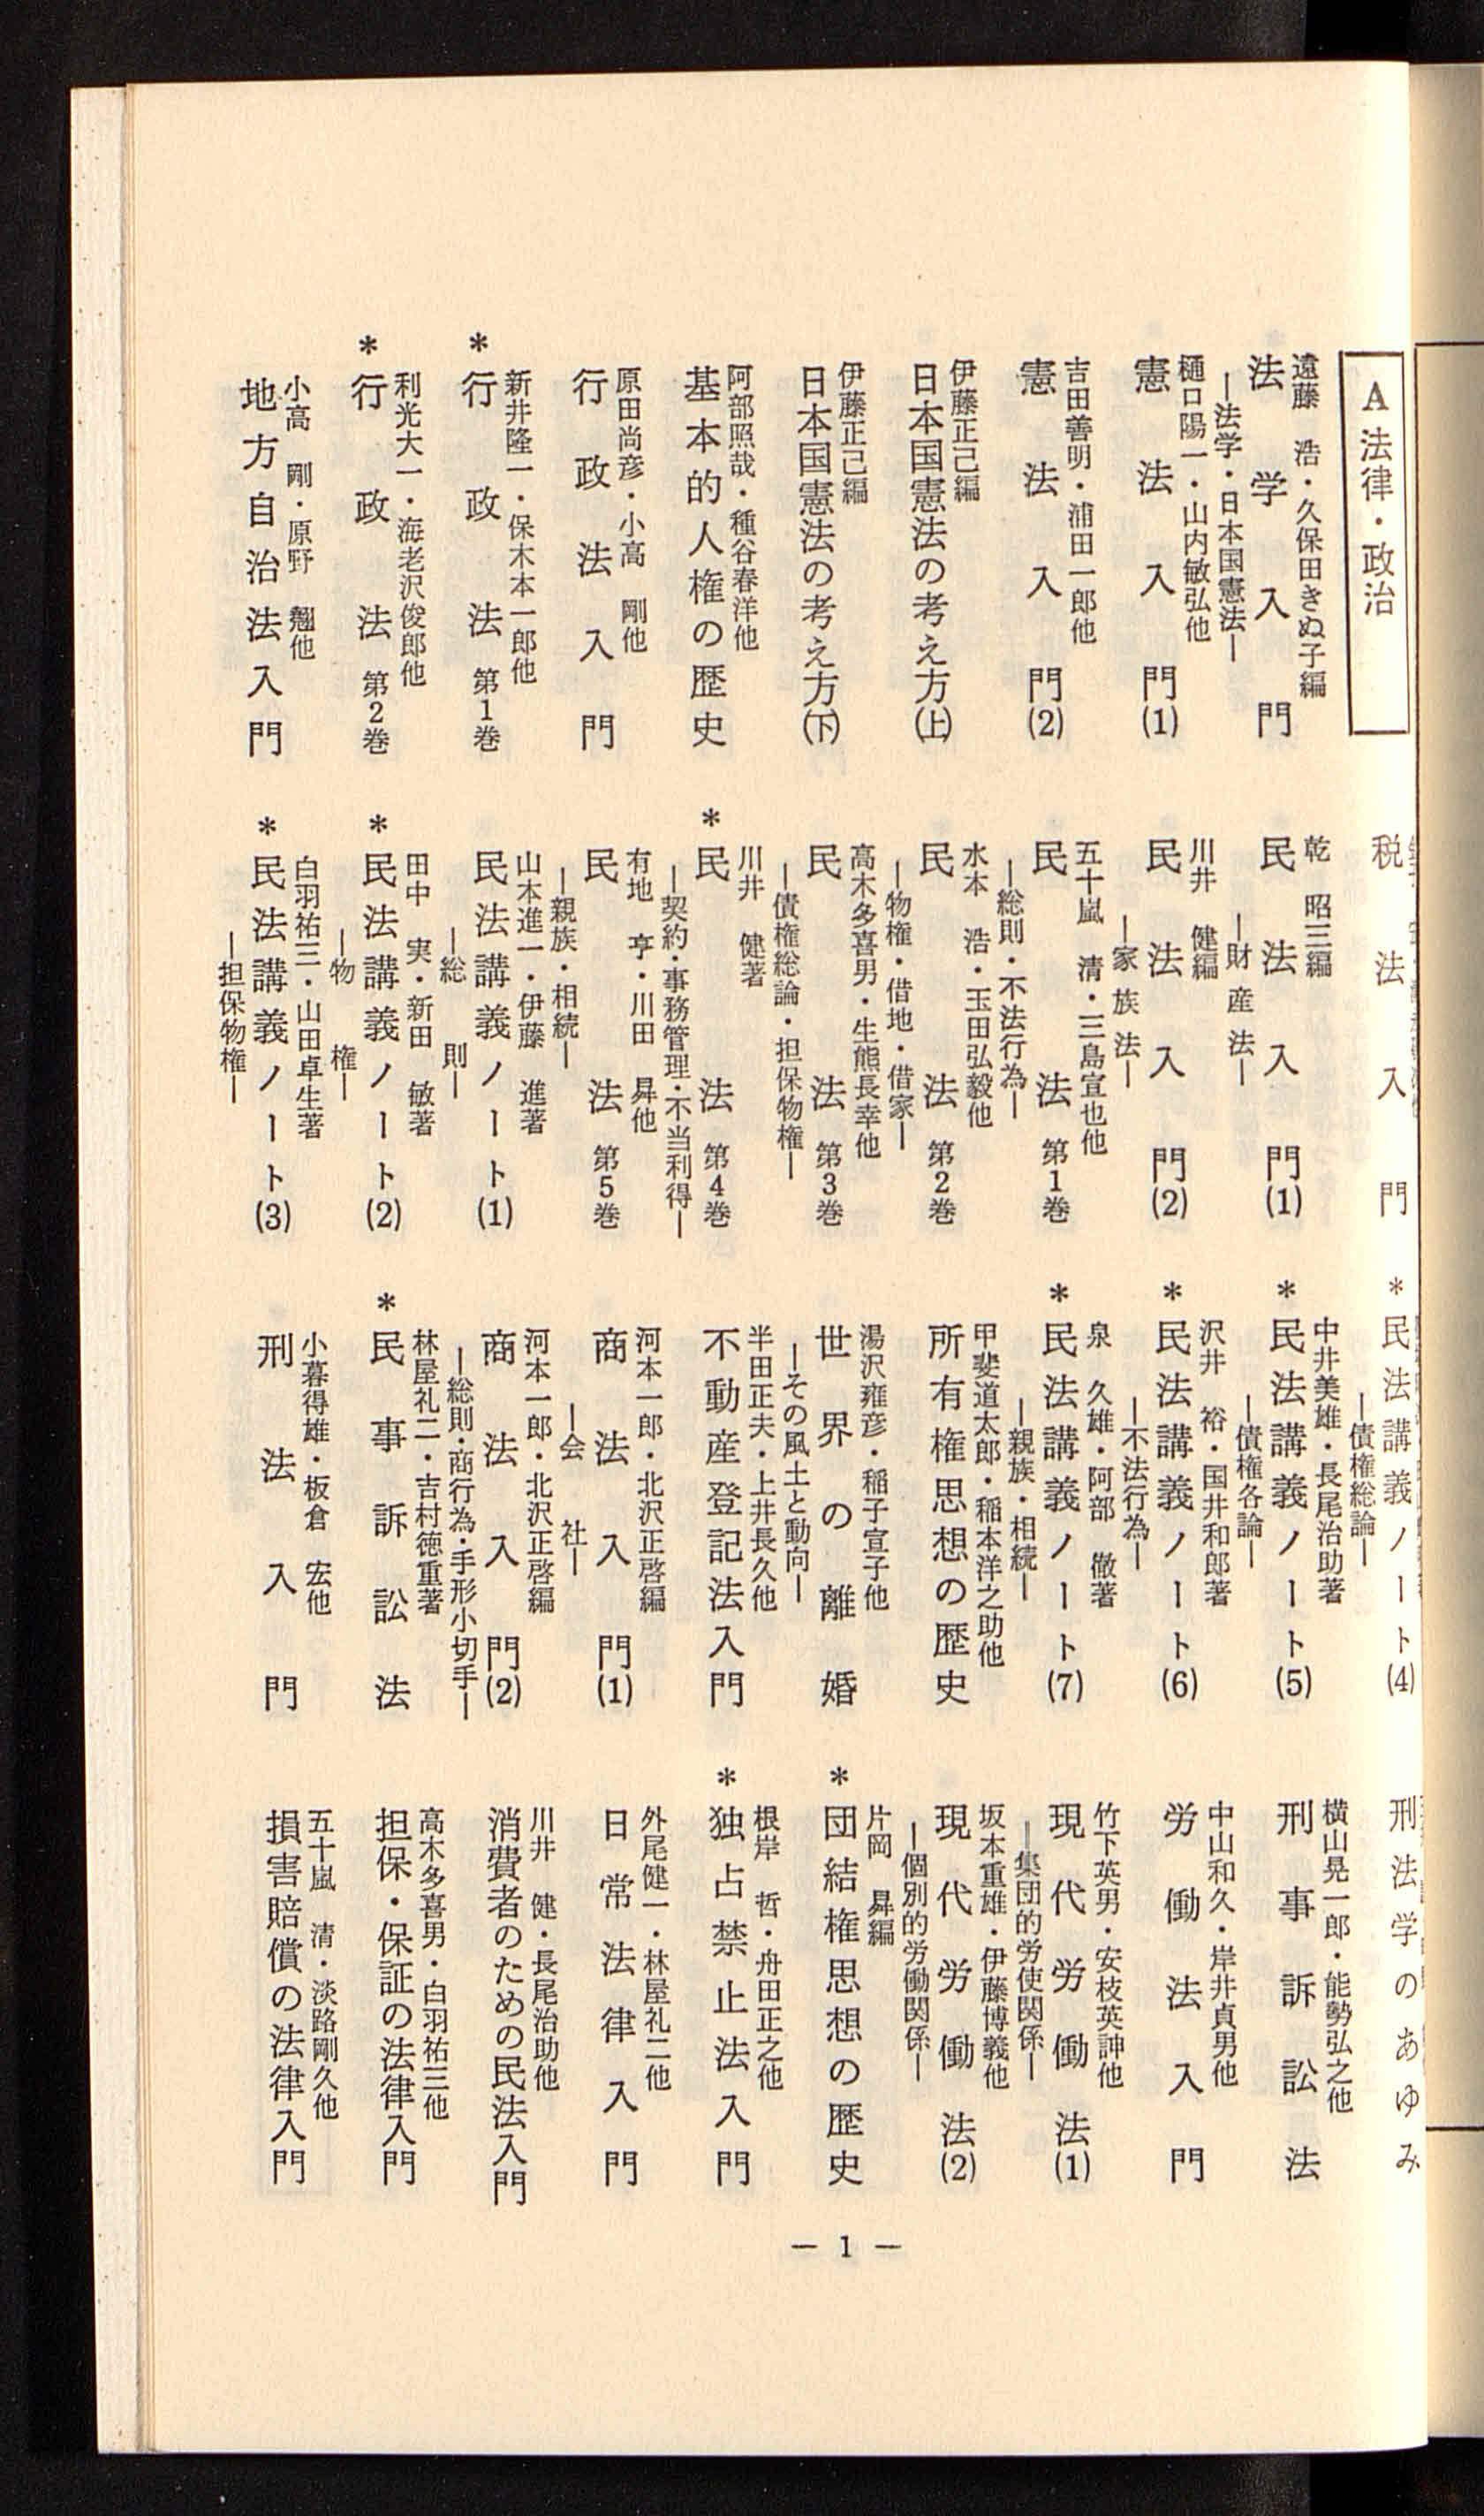 A 法律・政治
遠藤 浩・久保田きぬ子編
法学入門
―法学・日本国憲法―
樋口陽一・山内敏弘他
憲法入門(1)
吉田善明・浦田一郎他
憲法入門(2)
伊藤正己編
日本国憲法の考え方(上)
伊藤正己編
日本国憲法の考え方(下)
阿部照哉・種谷春洋他
基本的人権の歴史
原田尚彦・小高 剛他
行政法入門
新井隆一・保木本一郎他
*行政法 第1巻
利光大一・海老沢俊郎他
*行政法 第2巻
小高 剛・原野 翹他
地方自治法入門
税法入門
乾 昭三編
民法入門(1)
―財産法―
川井 健編
民法入門(2)
―家族法―
五十嵐 清・三島宣也他
民法 第1巻
―総則・不法行為―
水本 浩・玉田弘毅他
民法 第2巻
―物権・借地・借家―
高木多喜男・生熊長幸他
民法 第3巻
―債権総論・担保物権―
川井 健著
*民法 第4巻
―契約・事務管理・不当利得―
有地 亨・川田 昇他
民法 第5巻
―親族・相続―
山本進一・伊藤 進著
民法講義ノート(1)
―総則―
田中 実・新田 敏著
*民法講義ノート(2)
―物権―
白羽祐三・山田卓生著
*民法講義ノート(3)
―担保物権―
*民法講義ノート(4)
―債権総論―
中井美雄・長尾治助著
*民法講義ノート(5)
―債権各論―
沢井 裕・国井和郎著
*民法講義ノート(6)
―不法行為―
泉 久雄・阿部 徹著
*民法講義ノート(7)
―親族・相続―
甲斐道太郎・稲本洋之助他
所有権思想の歴史
湯沢雍彦・稲子宣子他
世界の離婚
―その風土と動向―
半田正夫・上井長久他
不動産登記法入門
河本一郎・北沢正啓編
商法入門(1)
―会社―
河本一郎・北沢正啓編
商法入門(2)
―総則・商行為・手形小切手―
林屋礼二・吉村徳重著
*民事訴訟法
小暮得雄・板倉 宏他
刑法入門
刑法学のあゆみ
横山晃一郎・能勢弘之他
刑事訴訟法
中山和久・岸井貞男他
労働法入門
竹下英男・安枝英訷他
現代労働法(1)
―集団的労使関係―
坂本重雄・伊藤博義他
現代労働法(2)
―個別的労働関係―
片岡 曻編
*団結権思想の歴史
根岸 哲・舟田正之他
*独占禁止法入門
外尾健一・林屋礼二他
日常法律入門
川井 健・長尾治助他
消費者のための民法入門
高木多喜男・白羽祐三他
担保・保証の法律入門
五十嵐 清・淡路剛久他
損害賠償の法律入門
― 1 ―